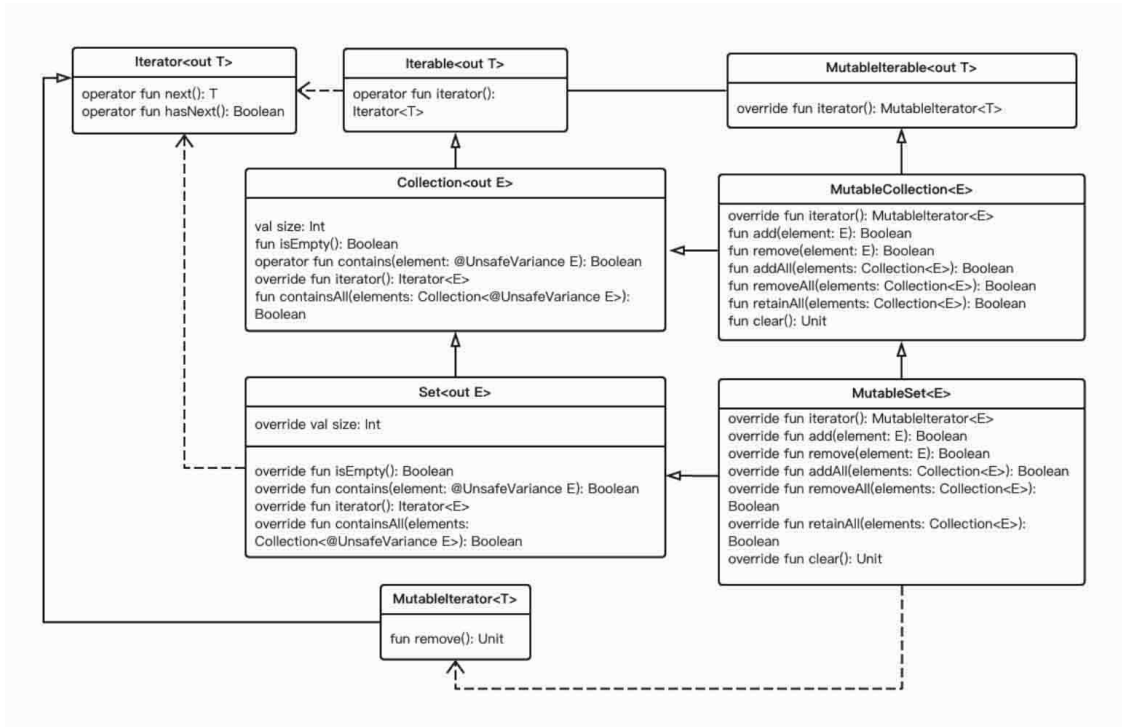 Iterator<out T>
operator fun next(): T
operator fun hasNext(): Boolean
Iterable<out T>
operator fun iterator():
Iterator<T>
MutableIterable<out T>
override fun iterator(): MutableIterator<T>
Collection<out E>
val size: Int
fun isEmpty(): Boolean
operator fun contains(element: @UnsafeVariance E): Boolean
override fun iterator(): Iterator<E>
fun containsAll(elements: Collection<@UnsafeVariance E>):
Boolean
MutableCollection<E>
override fun iterator(): MutableIterator<E>
fun add(element: E): Boolean
fun remove(element: E): Boolean
fun addAll(elements: Collection<E>): Boolean
fun removeAll(elements: Collection<E>): Boolean
fun retainAll(elements: Collection<E>): Boolean
fun clear(): Unit
Set<out E>
override val size: Int
override fun isEmpty(): Boolean
override fun contains(element: @UnsafeVariance E): Boolean
override fun iterator(): Iterator<E>
override fun containsAll(elements:
Collection<@UnsafeVariance E>): Boolean
MutableSet<E>
override fun iterator(): MutableIterator<E>
override fun add(element: E): Boolean
override fun remove(element: E): Boolean
override fun addAll(elements: Collection<E>): Boolean
override fun removeAll(elements: Collection<E>):
Boolean
override fun retainAll(elements: Collection<E>):
Boolean
override fun clear(): Unit
MutableIterator<T>
fun remove(): Unit